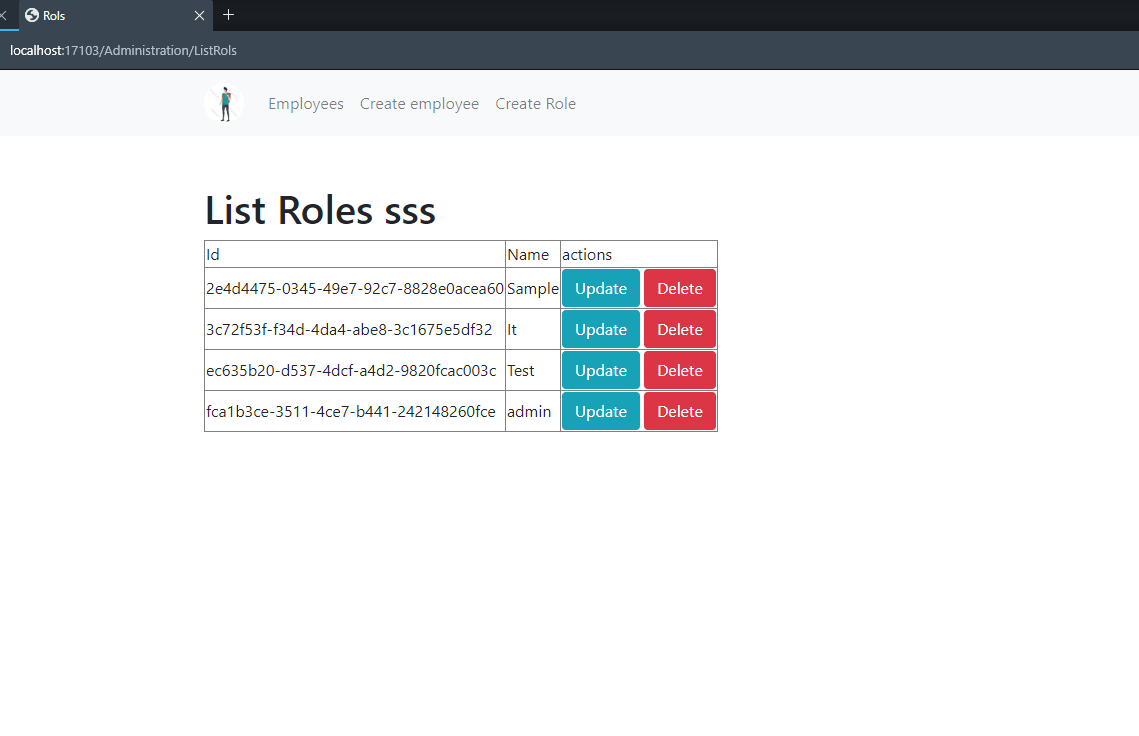 Rols
localhost:17103/Administration/ListRols
Employees Create employee Create Role
List Roles sss
Id Name actions
2e4d4475-0345-49e7-92c7-8828e0acea60 Sample Update Delete
3c72f53f-f34d-4da4-abe8-3c1675e5df32 It Update Delete
ec635b20-d537-4dcf-a4d2-9820fcac003c Test Update Delete
fca1b3ce-3511-4ce7-b441-242148260fce admin Update Delete